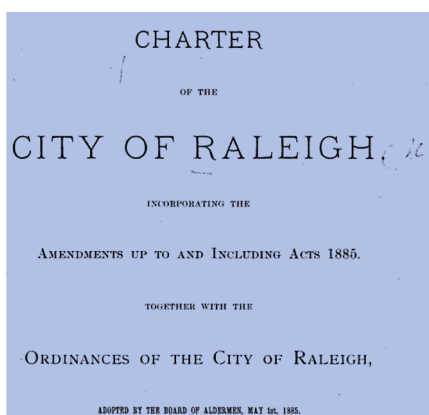 CHARTER
OF THE
CITY OF RALEIGH,
INCORPORATING THE
AMENDMENTS UP TO AND INCLUDING ACTS 1885.
TOGETHER WITH THE
ORDINANCES OF THE CITY OF RALEIGH,
ADOPTED BY THE BOARD OF ALDERMEN, MAY 1st, 1885.